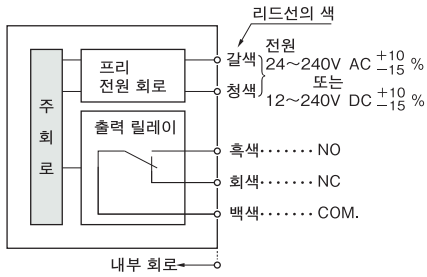 리드선의 색
프리
전원 회로
주
회
로
출력 릴레이
갈색
청색
전원
24～240V AC +10 −15 %
또는
12～240V DC +10 −15 %
흑색······· NO
회색······· NC
백색······· COM.
내부 회로